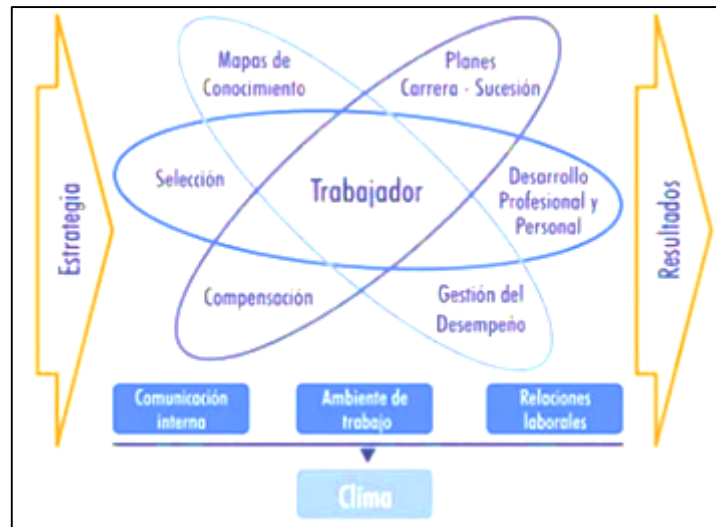 Mapas de
Conocimiento
Planes
Carrera - Sucesión
Estrategia
Selección
Trabajador
Desarrollo
Profesional y
Personal
Resultados
Compensación
Gestión del
Desempeño
Comunicación
interna
Ambiente de
trabajo
Relaciones
laborales
Clima